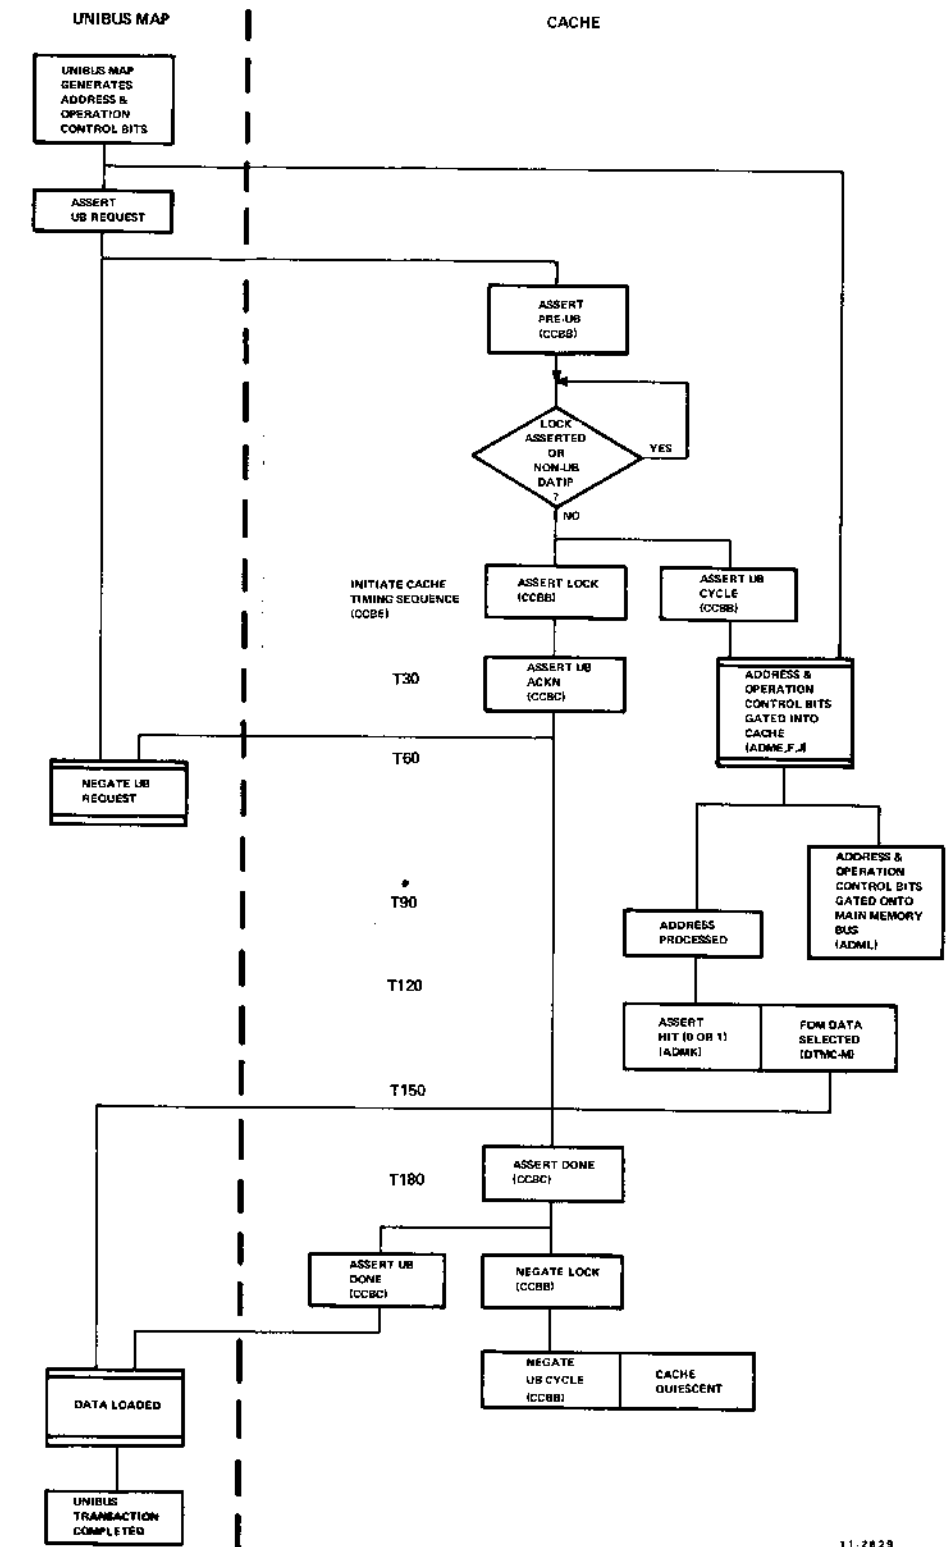 UNIBUS MAP
CACHE
UNIBUS MAP
GENERATES
ADDRESS &
OPERATION
CONTROL BITS
ASSERT
UB REQUEST
ASSERT
PRE-UB
(CCBB)
LOCK
ASSERTED
OR
NON-UB
DATIP
?
YES
NO
INITIATE CACHE
TIMING SEQUENCE
(CCBE)
ASSERT LOCK
(CCBB)
ASSERT UB
CYCLE
(CCBB)
T30
ASSERT UB
ACKN
(CCBC)
ADDRESS &
OPERATION
CONTROL BITS
GATED INTO
CACHE
(ADME,F,J)
T60
NEGATE UB
REQUEST
T90
ADDRESS &
OPERATION
CONTROL BITS
GATED ONTO
MAIN MEMORY
BUS
(ADML)
ADDRESS
PROCESSED
T120
ASSERT
HIT (0 OR 1)
(ADMK)
FDM DATA
SELECTED
(DTMC-M)
T150
ASSERT DONE
(CCBC)
T180
ASSERT UB
DONE
(CCBC)
NEGATE LOCK
(CCBB)
NEGATE
UB CYCLE
(CCBB)
CACHE
QUIESCENT
DATA LOADED
UNIBUS
TRANSACTION
COMPLETED
11-2829